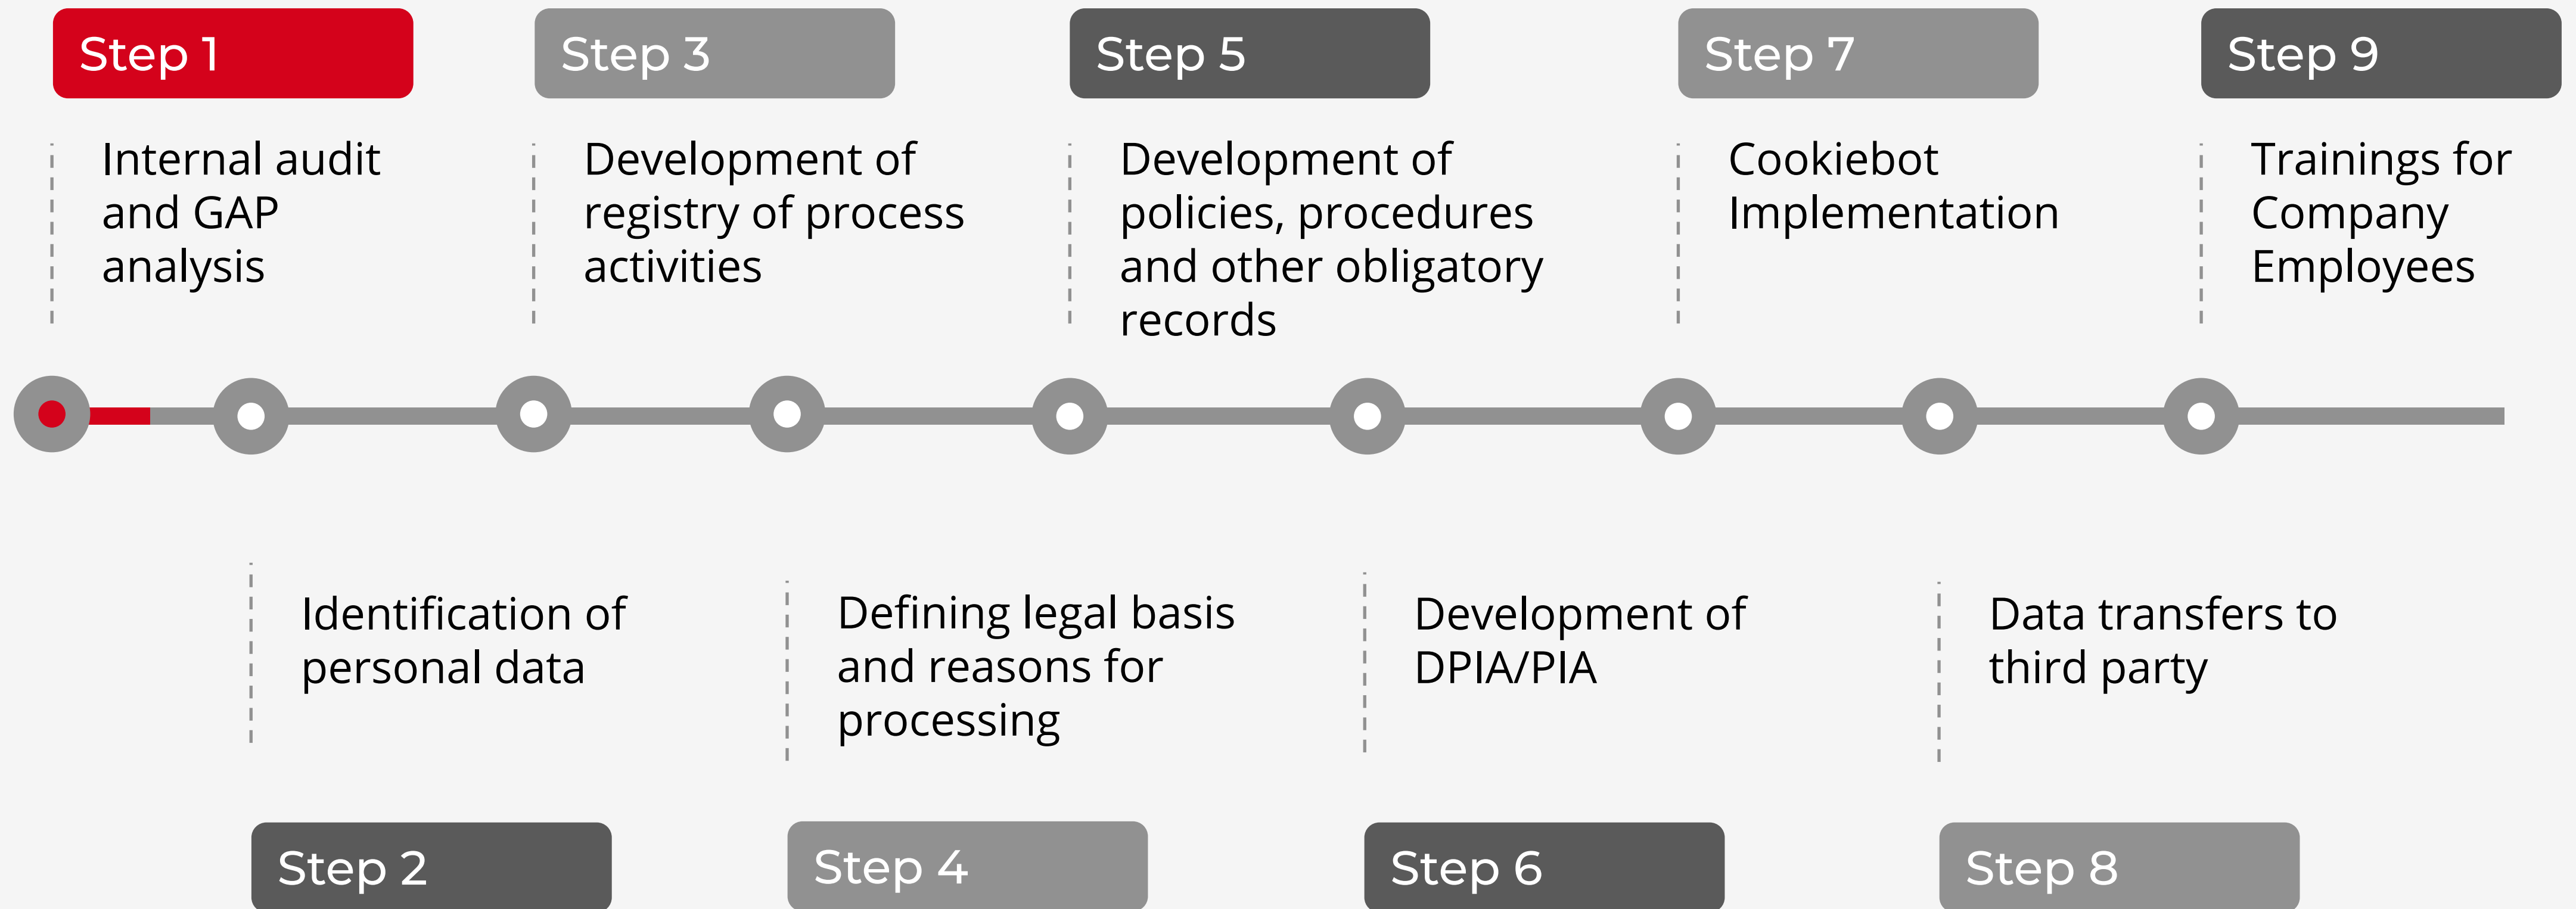 Step 1
Internal audit
and GAP
analysis
Step 2
Identification of
personal data
Step 3
Development of
registry of process
activities
Step 4
Defining legal basis
and reasons for
processing
Step 5
Development of
policies, procedures
and other obligatory
records
Step 6
Development of
DPIA/PIA
Step 7
Cookiebot
Implementation
Step 8
Data transfers to
third party
Step 9
Trainings for
Company
Employees